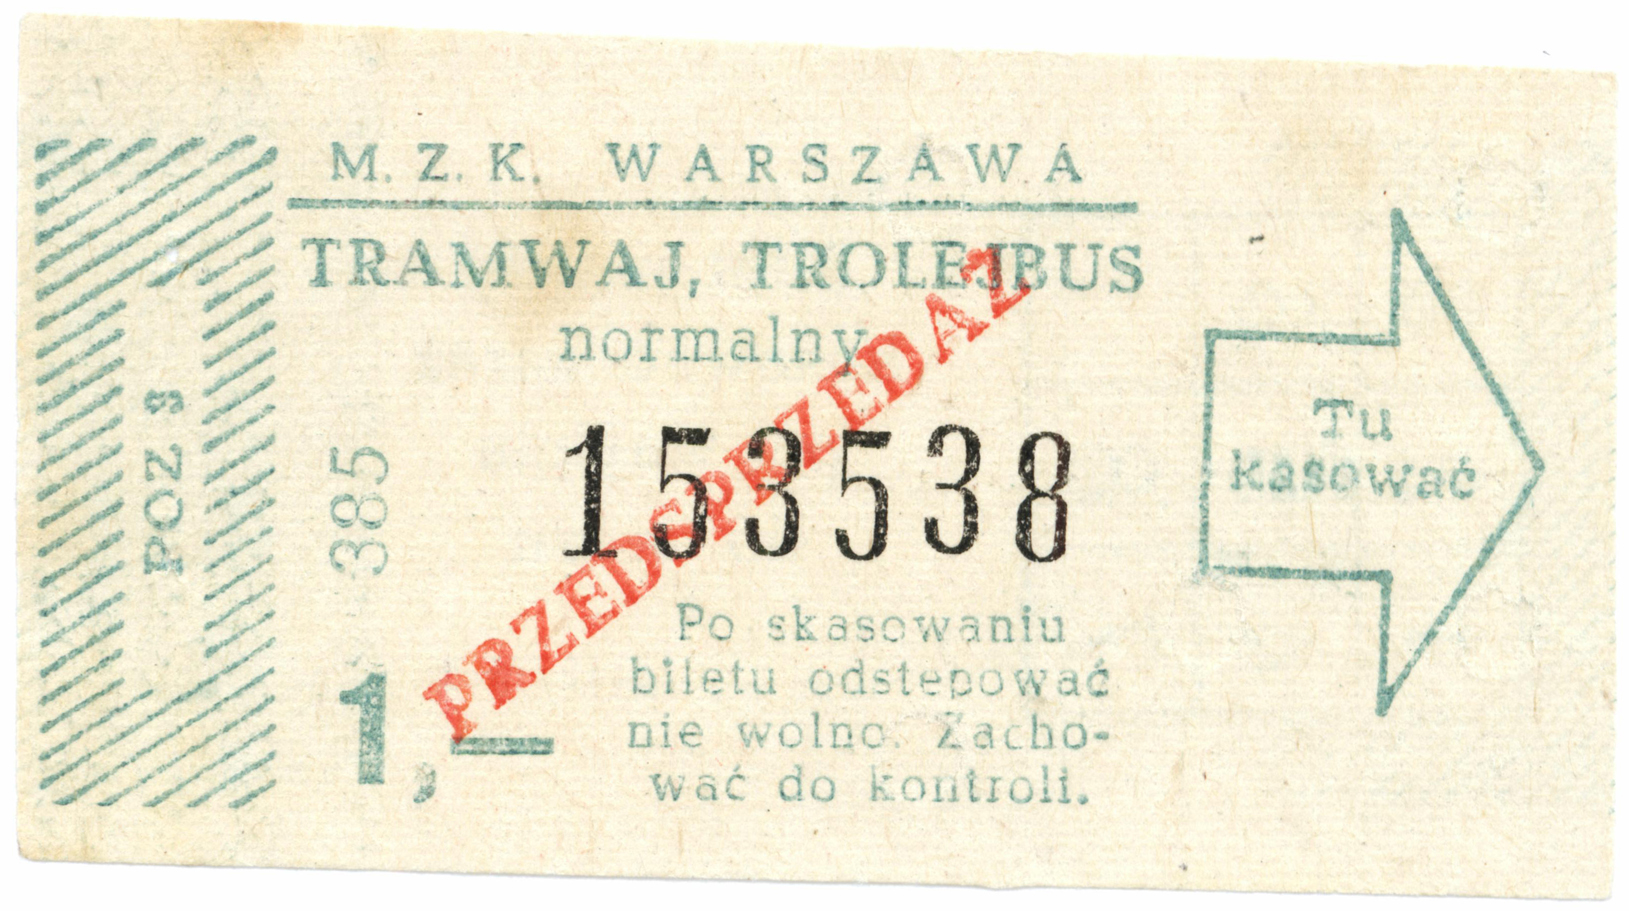 M. Z. K. WARSZAWA
TRAMWAJ, TROLEJBUS
normalny
PRZEDSPRZEDAŻ
153538
POZ S
385
1,—
Po skasowaniu
biletu odstepować
nie wolno. Zacho-
wać do kontroli.
Tu
kasować